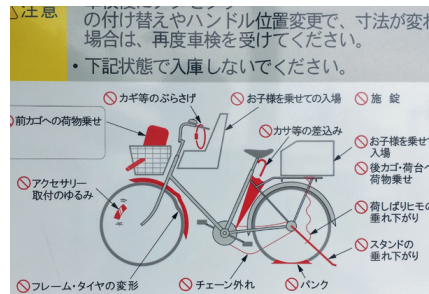 注意
の付け替えやハンドル位置変更で、寸法が変わ
場合は、再度車検を受けてください。
・下記状態で入庫しないでください。
カギ等のぶらさげ
お子様を乗せての入場
施 錠
前カゴへの荷物乗せ
カサ等の差込み
お子様を乗せ
入場
後カゴ・荷台へ
荷物乗せ
アクセサリー
取付のゆるみ
荷しばりヒモの
垂れ下がり
スタンドの
垂れ下がり
フレーム・タイヤの変形
チェーン外れ
パンク